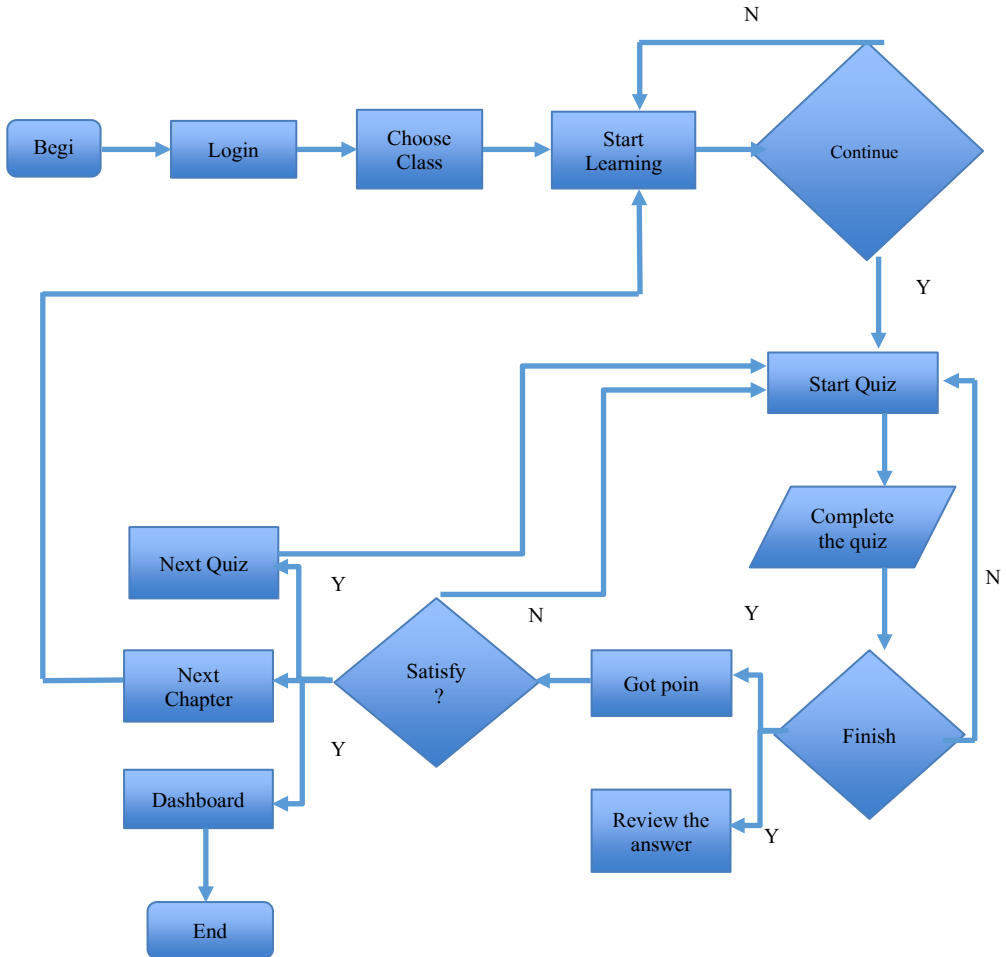 N
Begi
Login
Choose
Class
Start
Learning
Continue
Y
Start Quiz
Complete
the quiz
N
Next Quiz
Y
N
Y
Next
Chapter
Satisfy
?
Got poin
Finish
Y
Dashboard
Review the
answer
Y
End